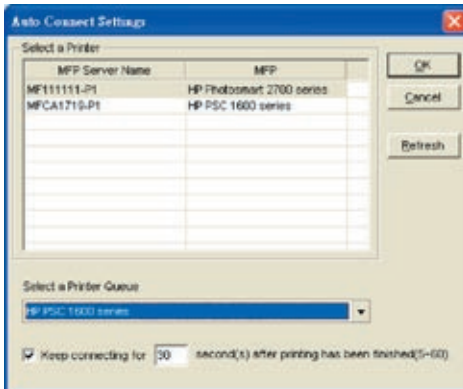 Auto Connect Settings
Select a Printer
MFP Server Name MFP
MF111111-P1 HP Photosmart 2700 series
MFCA1719-P1 HP PSC 1600 series
OK
Cancel
Refresh
Select a Printer Queue
HP PSC 1600 series
Keep connecting for 30 second(s) after printing has been finished(5~60)